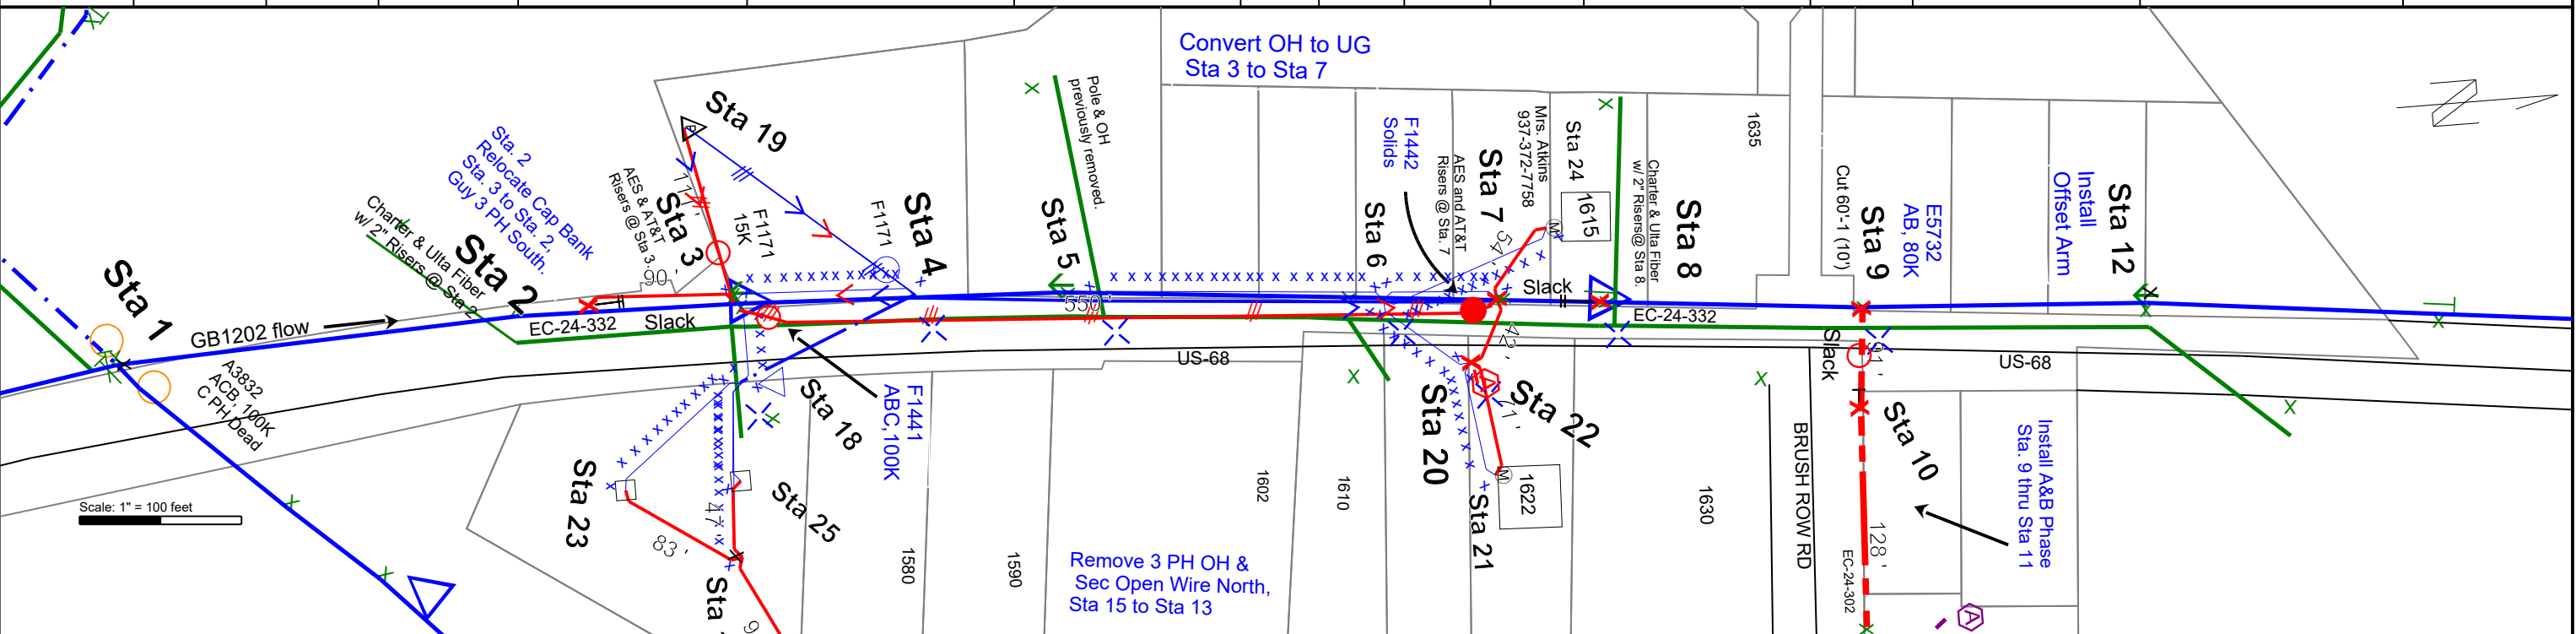 Convert OH to UG
Sta 3 to Sta 7
Sta 19
Sta. 2
Relocate Cap Bank
Sta. 3 to Sta. 2,
Guy 3 PH South.
Charter & Ulta Fiber
w/ 2" Risers @ Sta 2
Sta 2
Sta 1
GB1202 flow
A3832
ACB, 100K
C PH Dead
Scale: 1" = 100 feet
AES & AT&T
Risers @ Sta 3.
Sta 3
90 '
F1171
15K
F1171
Sta 4
EC-24-332
Slack
Sta 5
Pole & OH
previously removed.
550'
Sta 6
F1442
Solids
AES and AT&T
Risers @ Sta. 7
Sta 7
54 '
Mrs. Atkins
937-372-7758
Sta 24
1615
M
Slack
Charter & Ulta Fiber
w/ 2" Risers@ Sta 8.
Sta 8
EC-24-332
1635
Cut 60'-1 (10')
Sta 9
E5732
AB, 80K
Install
Offset Arm
Sta 12
US-68
US-68
Slack
91 '
Sta 18
F1441
ABC,100K
Sta 23
Sta 25
47 '
83 '
Sta
1580
1590
1602
1610
Remove 3 PH OH &
Sec Open Wire North,
Sta 15 to Sta 13
Sta 20
42 '
A
Sta 22
71 '
M
1622
Sta 21
1630
BRUSH ROW RD
Sta 10
128 '
EC-24-302
Install A&B Phase
Sta. 9 thru Sta 11
A